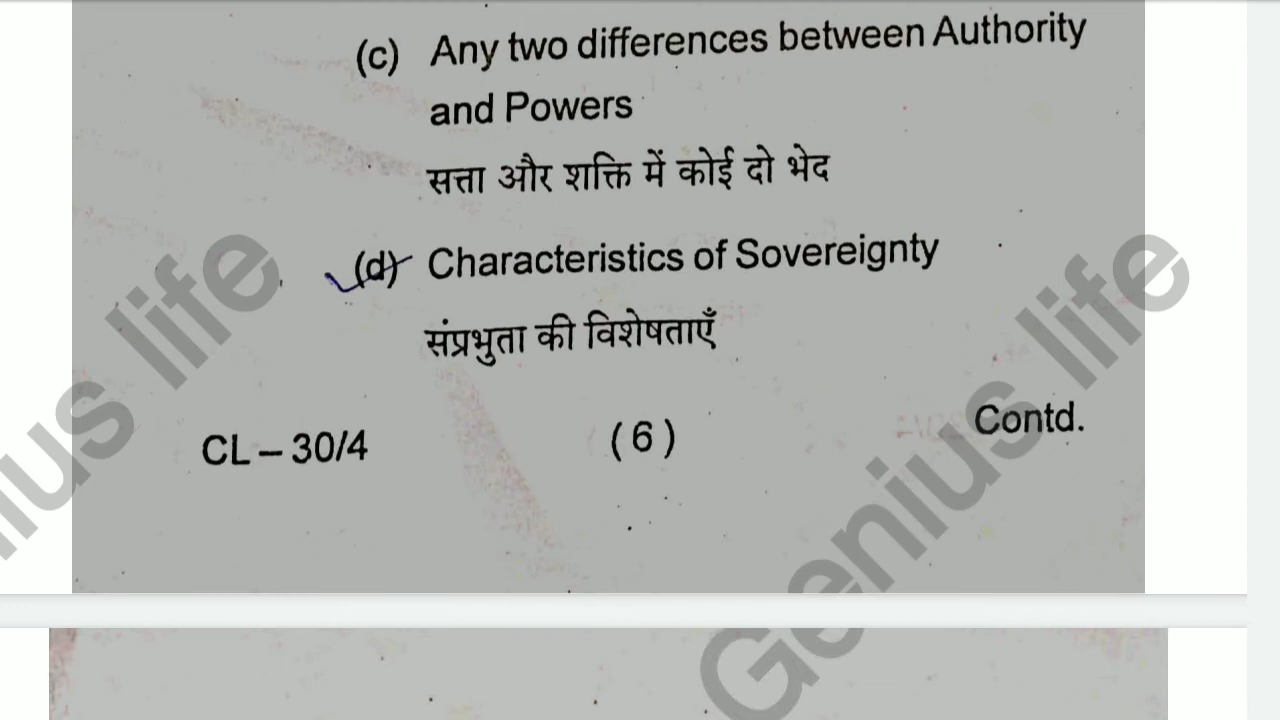 (c) Any two differences between Authority
and Powers
सत्ता और शक्ति में कोई दो भेद
(d) Characteristics of Sovereignty
संप्रभुता की विशेषताएँ
CL – 30/4 (6) Contd.
ius life
Genius life